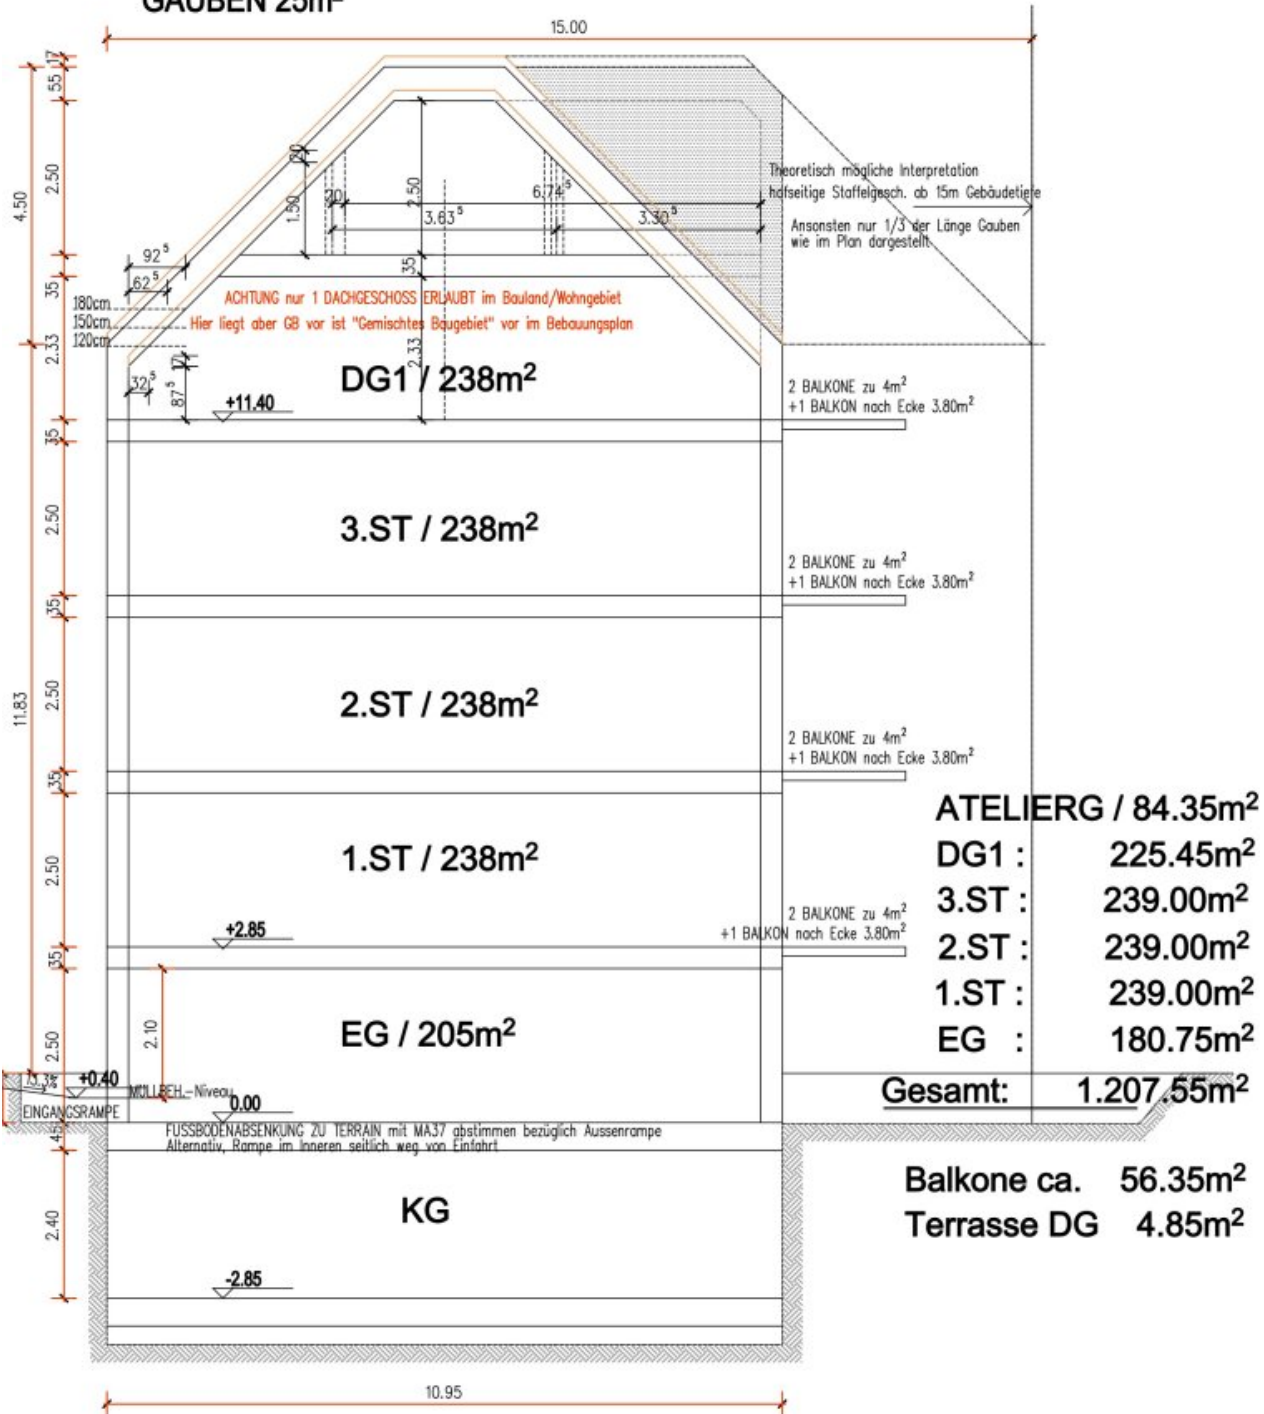 GAUBEN 25m²
15.00
17
55
2.50
4.50
20
1.50
20
2.50
6.74⁵
3.63⁵
3.30⁵
Theoretisch mögliche Interpretation
hofseitige Staffelgesch. ab 15m Gebäudetiefe
Ansonsten nur 1/3 der Länge Gauben
wie im Plan dargestellt
92⁵
62⁵
35
35
180cm
150cm
120cm
ACHTUNG nur 1 DACHGESCHOSS ERLAUBT im Bauland/Wohngebiet
Hier liegt aber GB vor ist "Gemischtes Baugebiet" vor im Bebauungsplan
2.33
2.33
17
32⁵
87⁵
DG1 / 238m²
+11.40
2 BALKONE zu 4m²
+1 BALKON nach Ecke 3.80m²
35
2.50
3.ST / 238m²
2 BALKONE zu 4m²
+1 BALKON nach Ecke 3.80m²
35
11.83
2.50
2.ST / 238m²
2 BALKONE zu 4m²
+1 BALKON nach Ecke 3.80m²
35
2.50
1.ST / 238m²
+2.85
2 BALKONE zu 4m²
+1 BALKON nach Ecke 3.80m²
35
ATELIERG / 84.35m²
DG1 : 225.45m²
3.ST : 239.00m²
2.ST : 239.00m²
1.ST : 239.00m²
EG : 180.75m²
Gesamt: 1.207.55m²
2.50
2.10
EG / 205m²
+0.40
MÜLLBEH.-Niveau
EINGANGSRAMPE
0.00
45
FUSSBODENABSENKUNG ZU TERRAIN mit MA37 abstimmen bezüglich Aussenrampe
Alternativ, Rampe im Inneren seitlich weg von Einfahrt
Balkone ca. 56.35m²
Terrasse DG 4.85m²
2.40
KG
-2.85
10.95